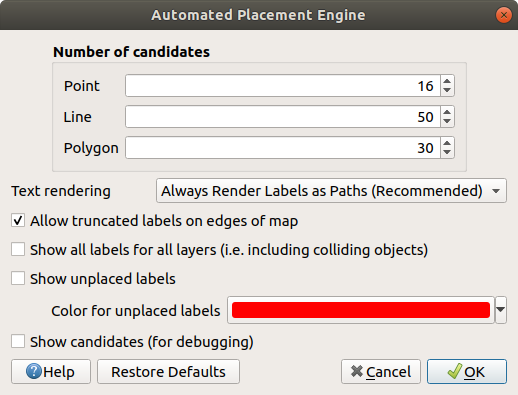 Automated Placement Engine
Number of candidates
Point 16
Line 50
Polygon 30
Text rendering Always Render Labels as Paths (Recommended)
Allow truncated labels on edges of map
Show all labels for all layers (i.e. including colliding objects)
Show unplaced labels
Color for unplaced labels
Show candidates (for debugging)
Help Restore Defaults Cancel OK